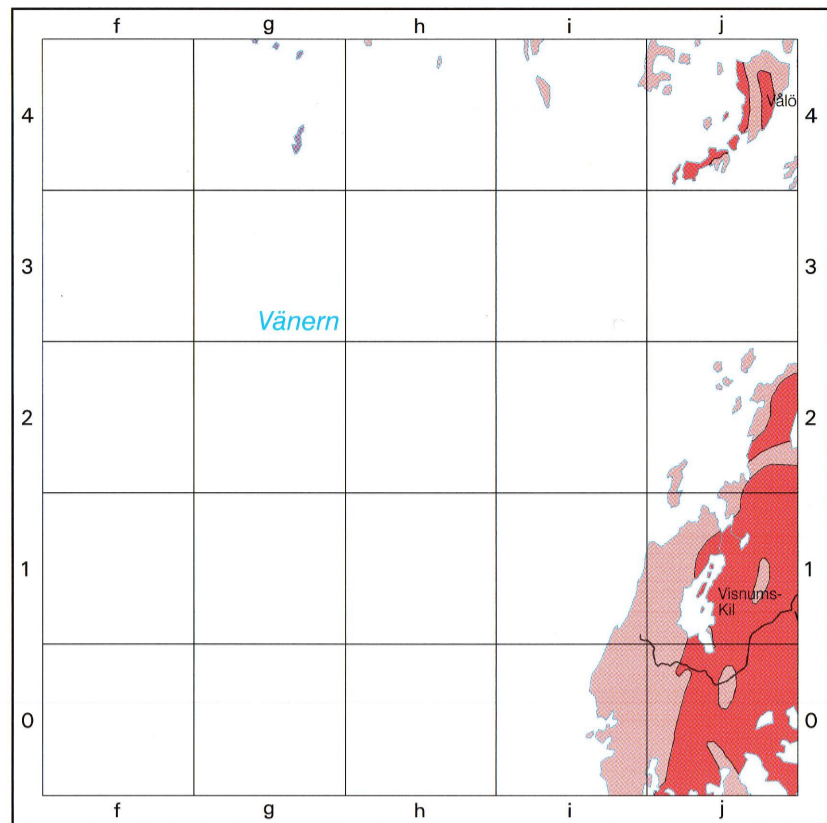 f g h i j
4 4
Vålö
3 3
Vänern
2 2
1 1
Visnums-
Kil
0 0
f g h i j